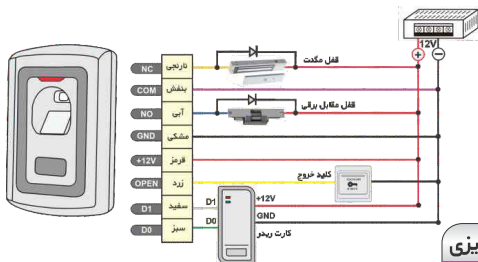 12V
+
−
NC
نارنجی
قفل مگنت
COM
بنفش
NO
آبی
قفل مقابل برقی
GND
مشکی
+12V
قرمز
OPEN
زرد
کلید خروج
D1
سفید
D1
+12V
GND
D0
سبز
D0
کارت ریدر
یزی